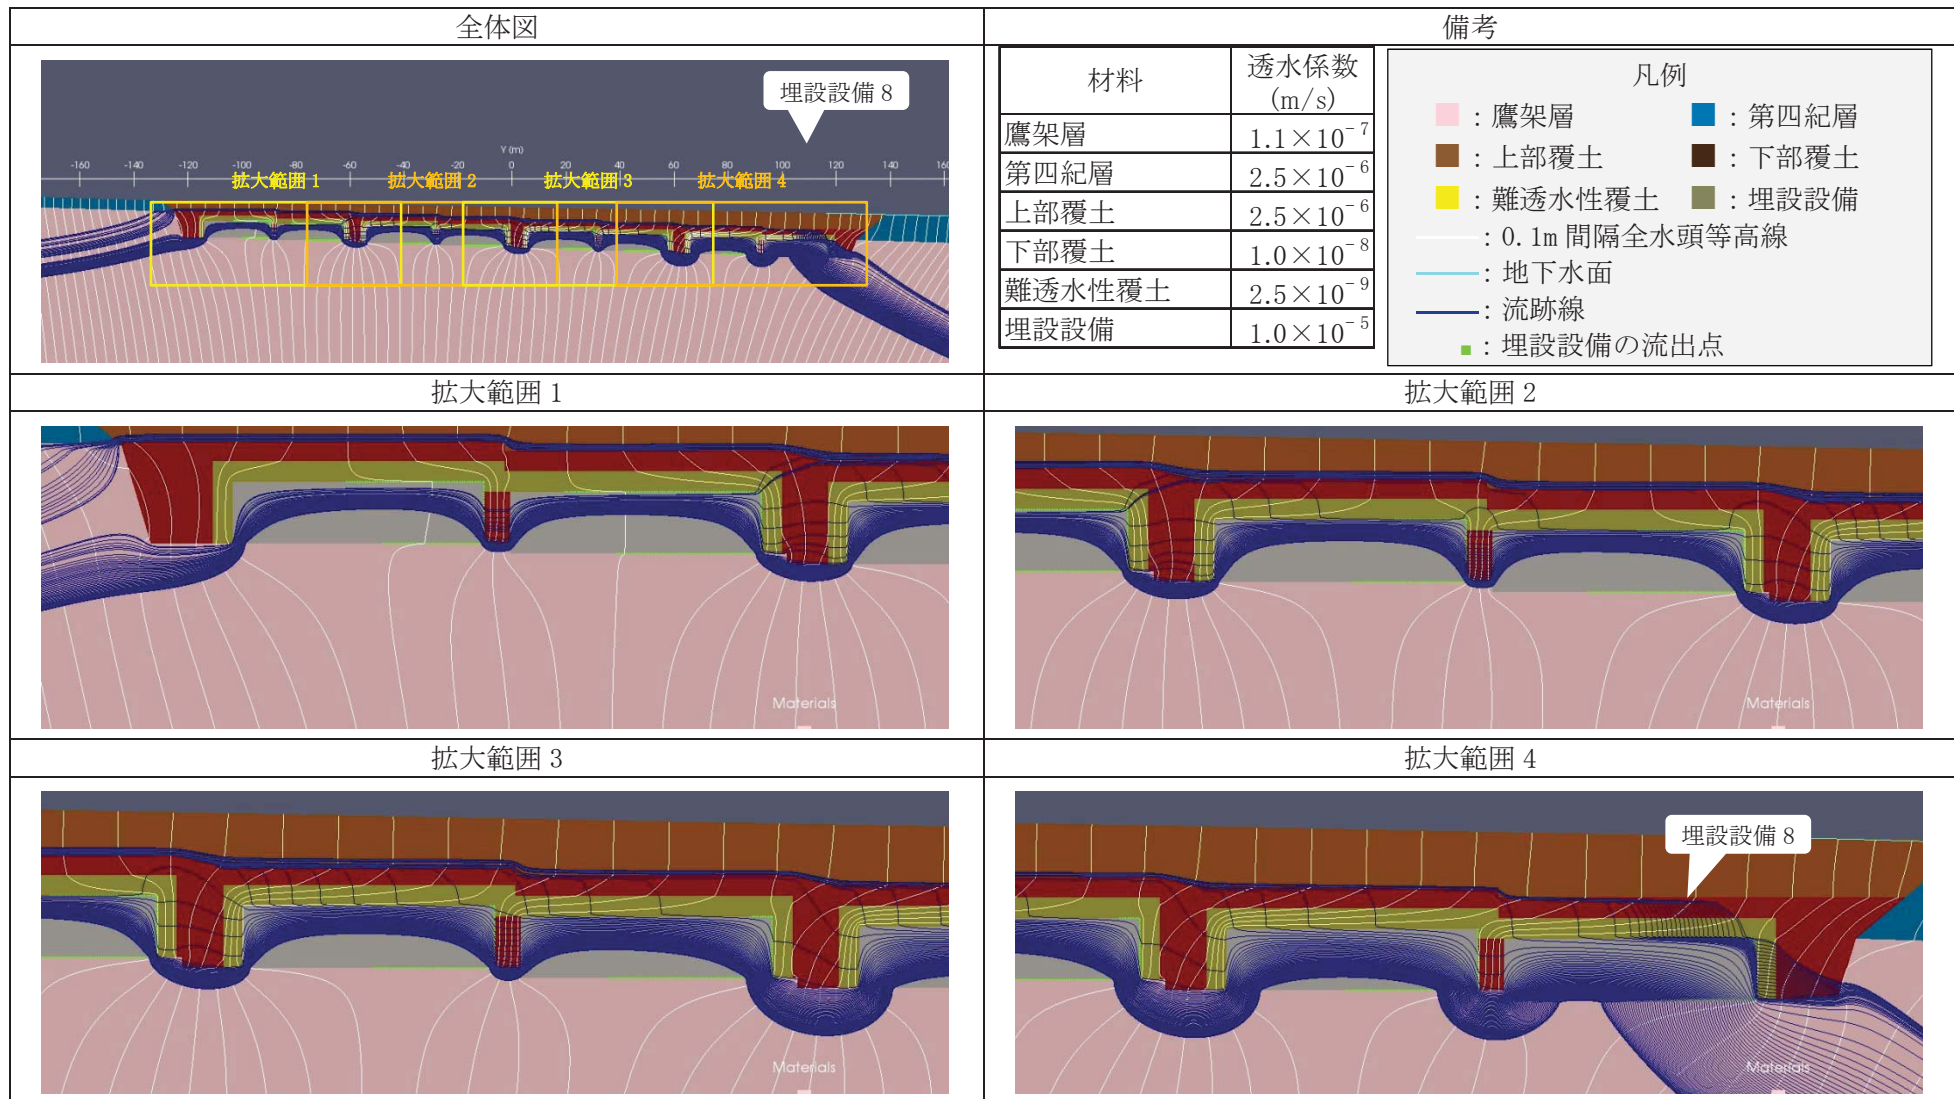 全体図
備考
埋設設備 8
Y (m)
-160 -140 -120 -100 -80 -60 -40 -20 0 20 40 60 80 100 120 140 160
拡大範囲 1 拡大範囲 2 拡大範囲 3 拡大範囲 4
材料 透水係数
(m/s)
鷹架層 1.1×10⁻⁷
第四紀層 2.5×10⁻⁶
上部覆土 2.5×10⁻⁶
下部覆土 1.0×10⁻⁸
難透水性覆土 2.5×10⁻⁹
埋設設備 1.0×10⁻⁵
凡例
：鷹架層 ：第四紀層
：上部覆土 ：下部覆土
：難透水性覆土 ：埋設設備
：0.1m 間隔全水頭等高線
：地下水面
：流跡線
：埋設設備の流出点
拡大範囲 1
拡大範囲 2
Materials
Materials
拡大範囲 3
拡大範囲 4
埋設設備 8
Materials
Materials